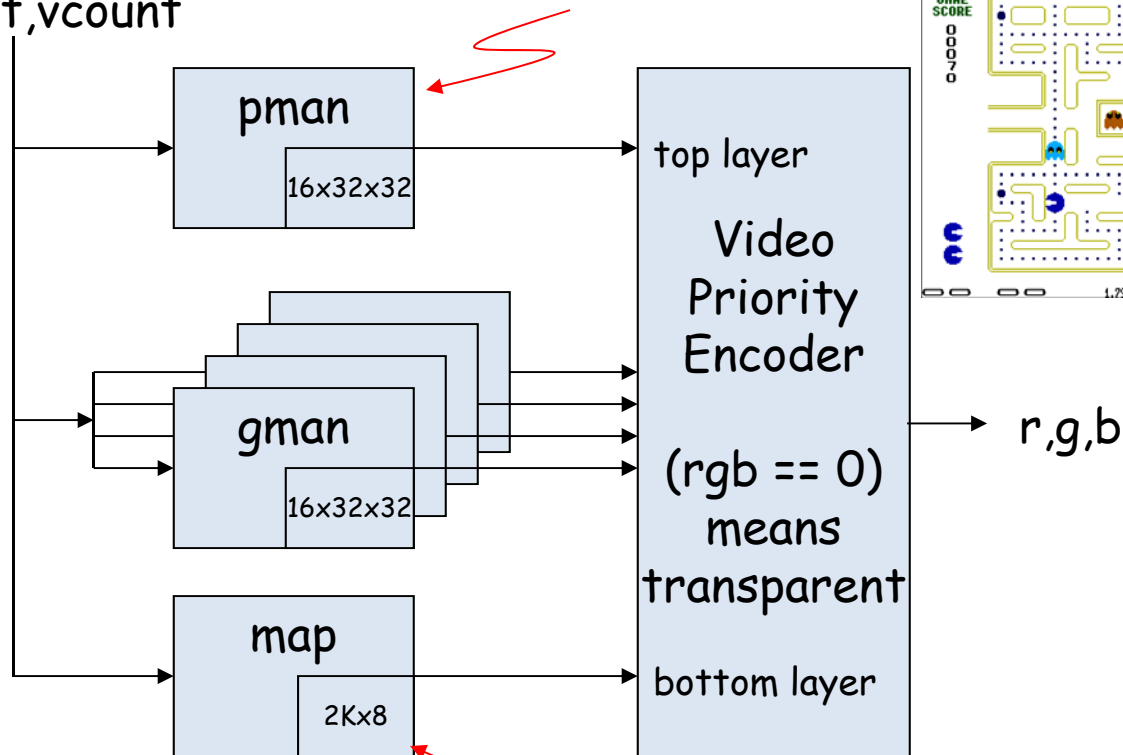 t,vcount
pman
16x32x32
top layer
Video
Priority
Encoder
(rgb == 0)
means
transparent
bottom layer
gman
16x32x32
map
2Kx8
r,g,b
SCORE
0
0
0
7
0